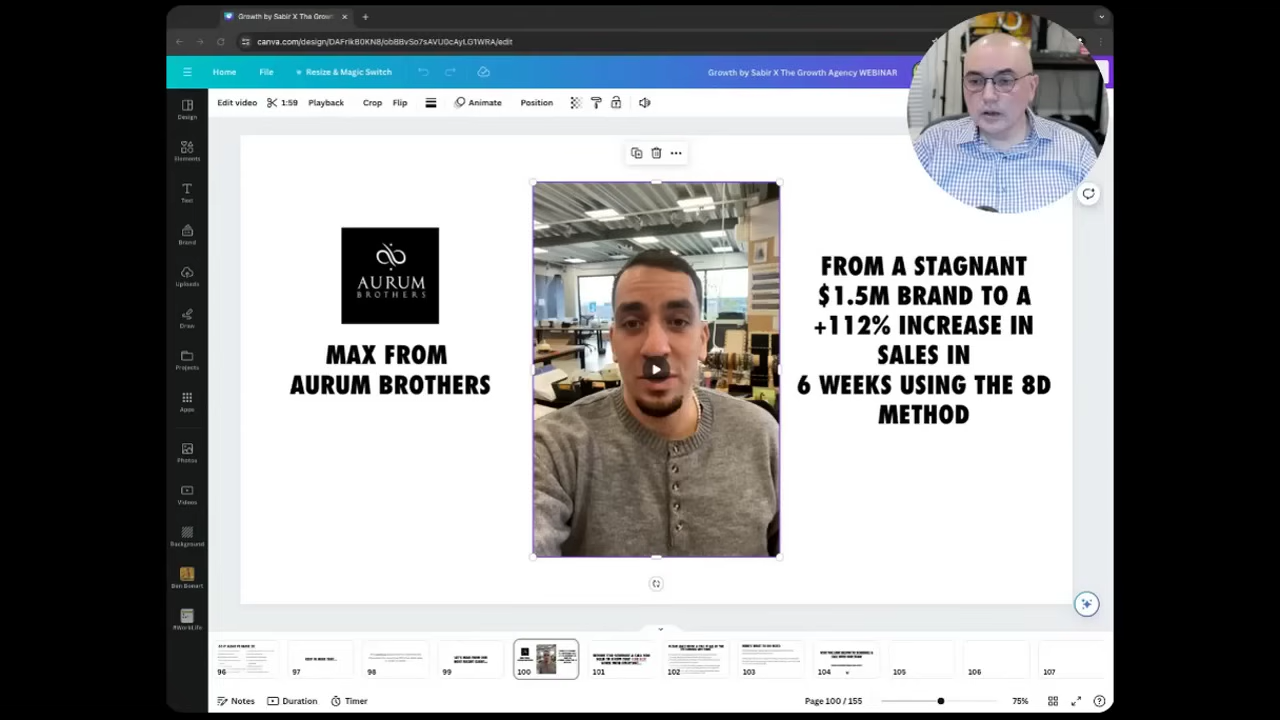 Growth by Sabir X The Grow
canva.com/design/DAFrikB0KN8/obBBvSo7sAVU0cAyLG1WRA/edit
Home
File
Resize & Magic Switch
Growth by Sabir X The Growth Agency WEBINAR
Edit video
1:59
Playback
Crop
Flip
Animate
Position
Design
Elements
Text
Brand
Uploads
Draw
Projects
Apps
Photos
Videos
Background
AURUM
BROTHERS
MAX FROM
AURUM BROTHERS
FROM A STAGNANT
$1.5M BRAND TO A
+112% INCREASE IN
SALES IN
6 WEEKS USING THE 8D
METHOD
96
97
98
99
100
101
102
103
104
105
106
107
Notes
Duration
Timer
Page 100 / 155
75%